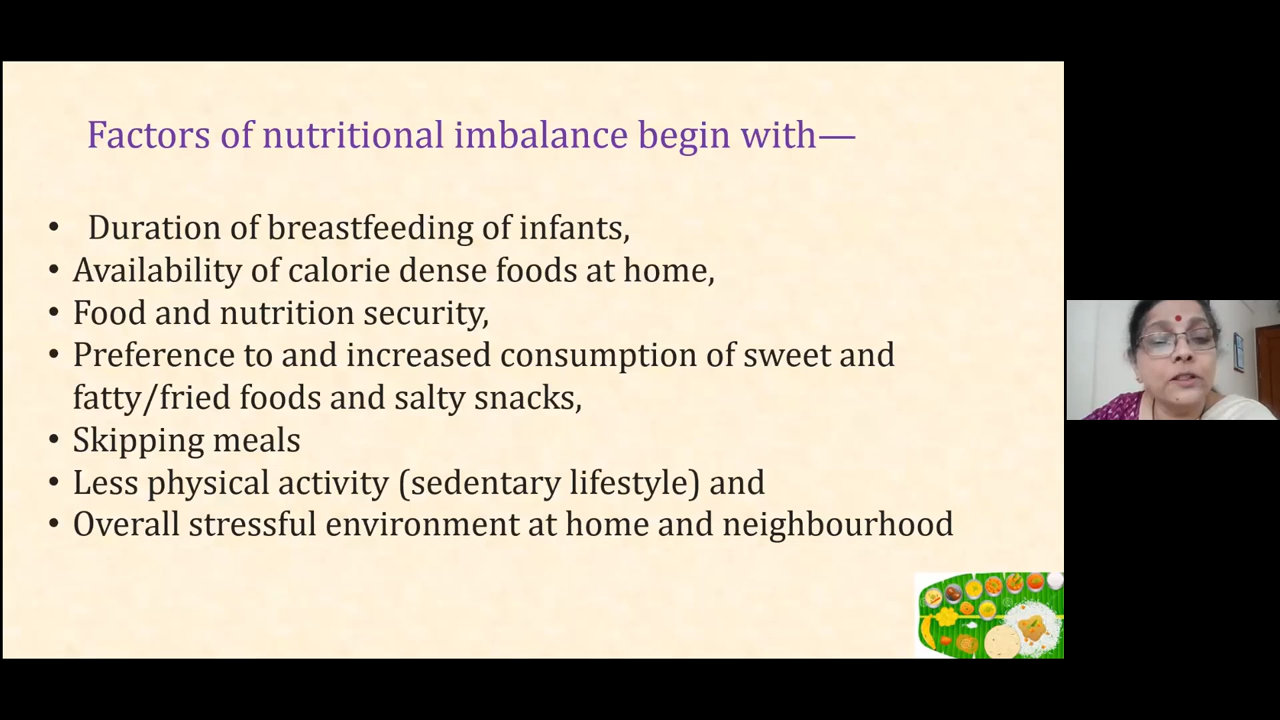 Factors of nutritional imbalance begin with—
• Duration of breastfeeding of infants,
• Availability of calorie dense foods at home,
• Food and nutrition security,
• Preference to and increased consumption of sweet and
fatty/fried foods and salty snacks,
• Skipping meals
• Less physical activity (sedentary lifestyle) and
• Overall stressful environment at home and neighbourhood